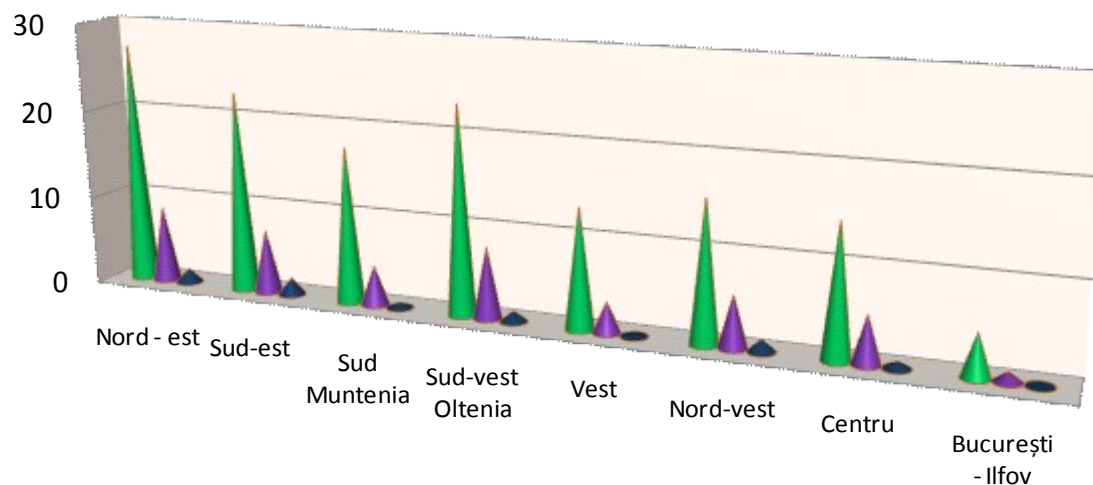 30
20
10
0
Nord - est
Sud-est
Sud
Muntenia
Sud-vest
Oltenia
Vest
Nord-vest
Centru
București
- Ilfov